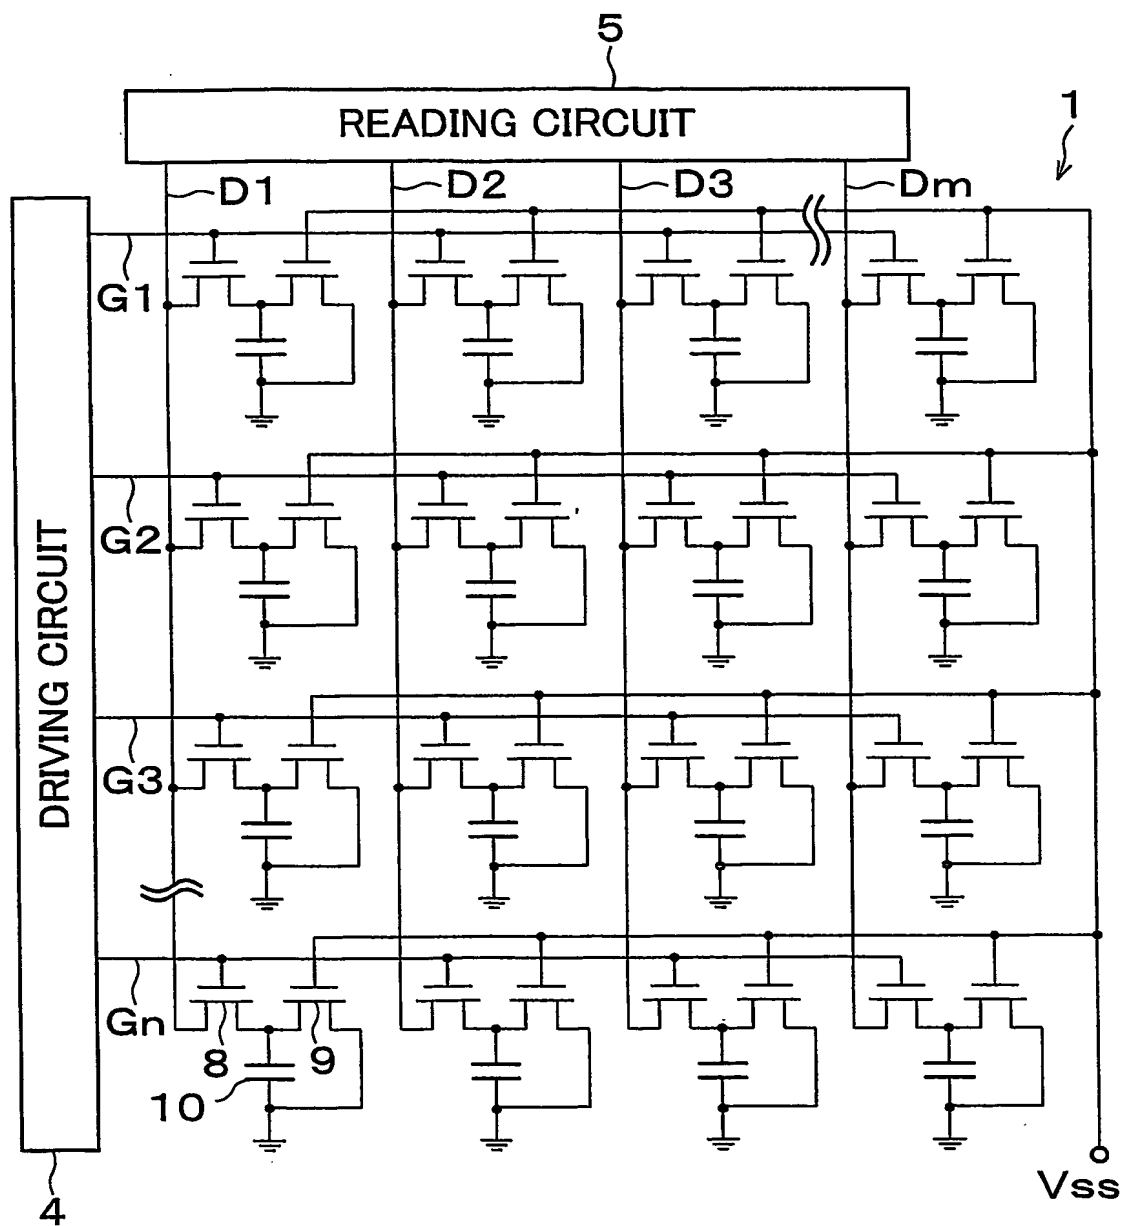 5
READING CIRCUIT
1
D1
D2
D3
Dm
G1
G2
DRIVING CIRCUIT
G3
Gn
8
9
10
Vss
4